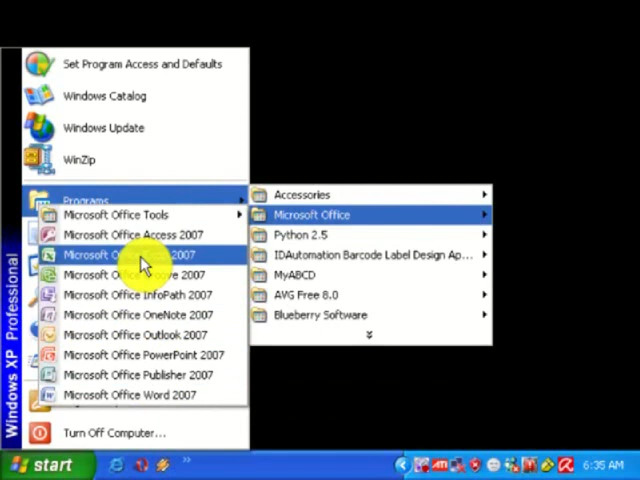 Set Program Access and Defaults
Windows Catalog
Windows Update
WinZip
Programs
Microsoft Office Tools
Microsoft Office Access 2007
Microsoft 2007
Microsoft Office Groove 2007
Microsoft Office InfoPath 2007
Microsoft Office OneNote 2007
Microsoft Office Outlook 2007
Microsoft Office PowerPoint 2007
Microsoft Office Publisher 2007
Microsoft Office Word 2007
Turn Off Computer...
Accessories
Microsoft Office
Python 2.5
IDAutomation Barcode Label Design Ap...
MyABCD
AVG Free 8.0
Blueberry Software
Windows XP Professional
start
ATI
6:35 AM